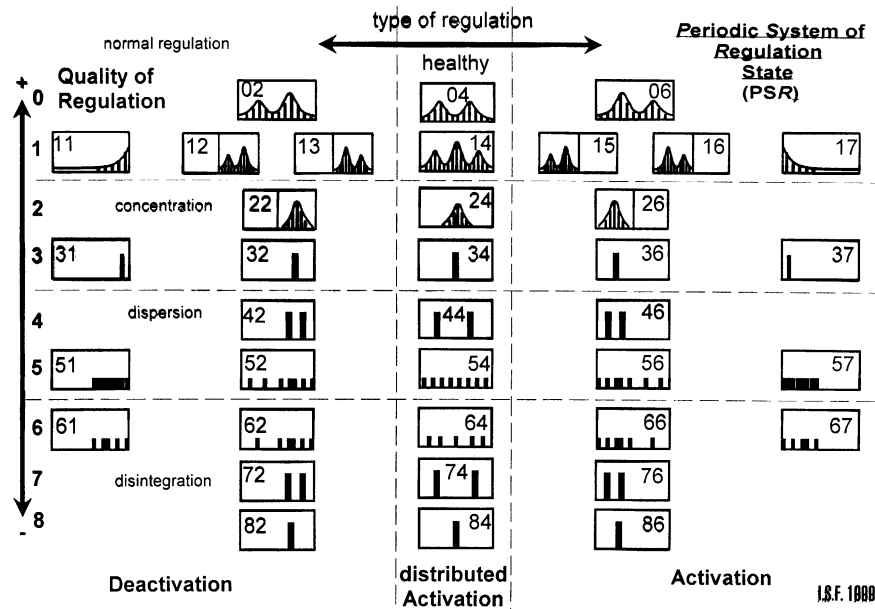 type of regulation
Periodic System of
Regulation
State
(PSR)
normal regulation
healthy
Quality of
Regulation
+
0 02 04 06
1 11 12 13 14 15 16 17
2 concentration 22 24 26
3 31 32 34 36 37
4 dispersion 42 44 46
5 51 52 54 56 57
6 61 62 64 66 67
7 disintegration 72 74 76
8 82 84 86
-
Deactivation
distributed
Activation
Activation
I.S.F. 1999